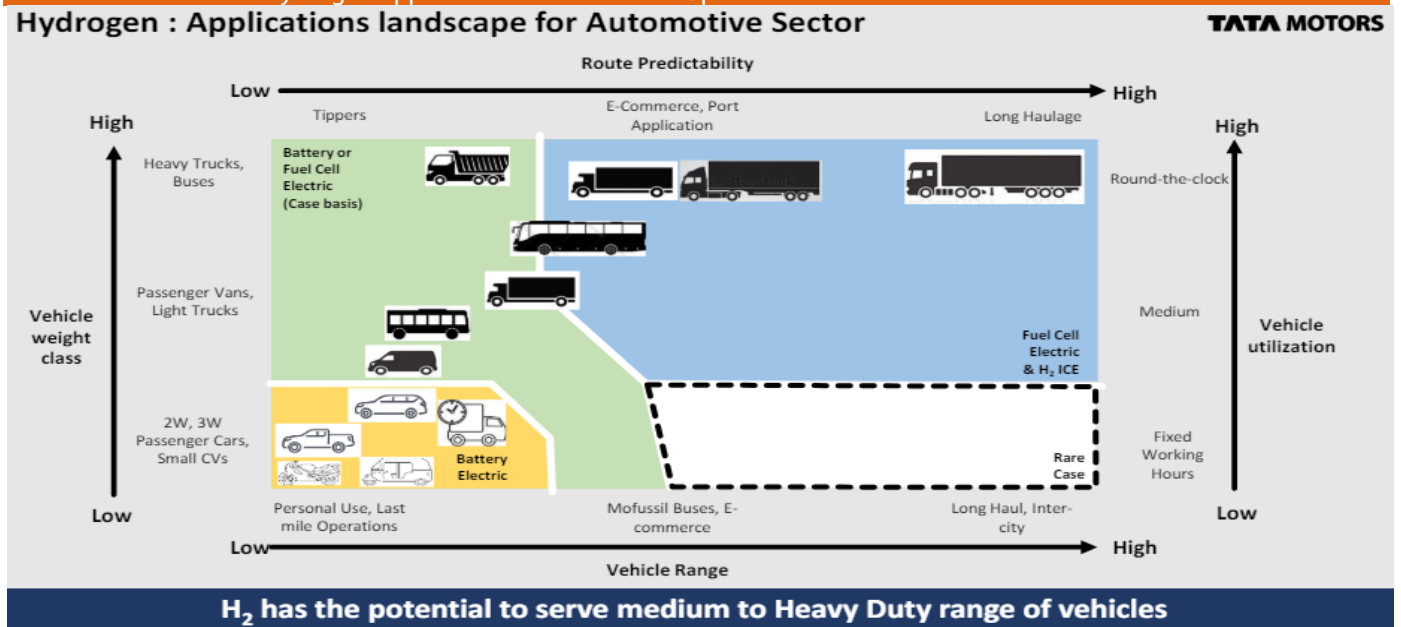 Hydrogen : Applications landscape for Automotive Sector
TATA MOTORS
Route Predictability
Low
High
Tippers
E-Commerce, Port
Application
Long Haulage
High
High
Heavy Trucks,
Buses
Battery or
Fuel Cell
Electric
(Case basis)
Round-the-clock
Passenger Vans,
Light Trucks
Medium
Vehicle
weight
class
Vehicle
utilization
Fuel Cell
Electric
& H₂ ICE
2W, 3W
Passenger Cars,
Small CVs
Battery
Electric
Rare
Case
Fixed
Working
Hours
Low
Low
Personal Use, Last
mile Operations
Mofussil Buses, E-
commerce
Long Haul, Inter-
city
Low
High
Vehicle Range
H₂ has the potential to serve medium to Heavy Duty range of vehicles